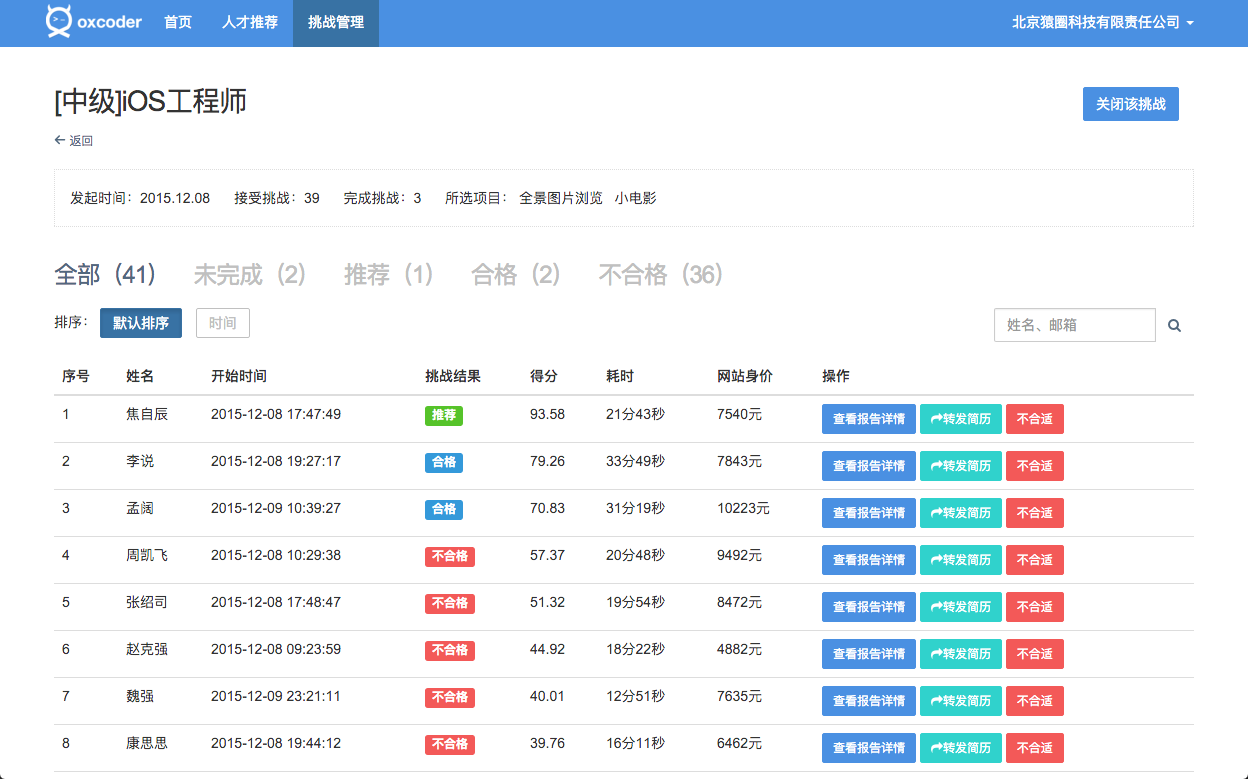 oxcoder 首页 人才推荐 挑战管理 北京猿圈科技有限责任公司
[中级]iOS工程师 关闭该挑战
返回
发起时间：2015.12.08 接受挑战：39 完成挑战：3 所选项目： 全景图片浏览 小电影
全部（41） 未完成（2） 推荐（1） 合格（2） 不合格（36）
排序： 默认排序 时间 姓名、邮箱
序号 姓名 开始时间 挑战结果 得分 耗时 网站身价 操作
1 焦自辰 2015-12-08 17:47:49 推荐 93.58 21分43秒 7540元 查看报告详情 转发简历 不合适
2 李说 2015-12-08 19:27:17 合格 79.26 33分49秒 7843元 查看报告详情 转发简历 不合适
3 孟阔 2015-12-09 10:39:27 合格 70.83 31分19秒 10223元 查看报告详情 转发简历 不合适
4 周凯飞 2015-12-08 10:29:38 不合格 57.37 20分48秒 9492元 查看报告详情 转发简历 不合适
5 张绍司 2015-12-08 17:48:47 不合格 51.32 19分54秒 8472元 查看报告详情 转发简历 不合适
6 赵克强 2015-12-08 09:23:59 不合格 44.92 18分22秒 4882元 查看报告详情 转发简历 不合适
7 魏强 2015-12-09 23:21:11 不合格 40.01 12分51秒 7635元 查看报告详情 转发简历 不合适
8 康思思 2015-12-08 19:44:12 不合格 39.76 16分11秒 6462元 查看报告详情 转发简历 不合适